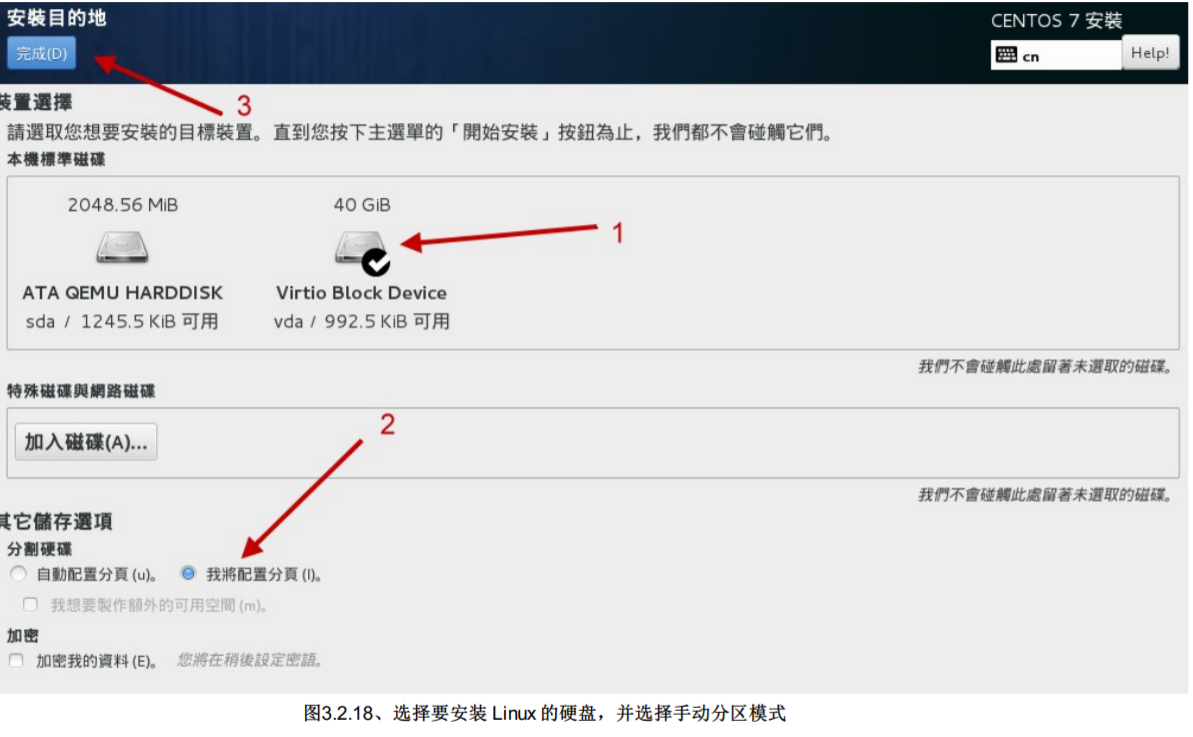 安裝目的地
CENTOS 7 安裝
完成(D)
cn
Help!
3
裝置選擇
請選取您想要安裝的目標裝置。直到您按下主選單的「開始安裝」按鈕為止，我們都不會碰觸它們。
本機標準磁碟
2048.56 MiB
40 GiB
1
ATA QEMU HARDDISK
Virtio Block Device
sda / 1245.5 KiB 可用
vda / 992.5 KiB 可用
我們不會碰觸此處留著未選取的磁碟。
特殊磁碟與網路磁碟
2
加入磁碟(A)...
我們不會碰觸此處留著未選取的磁碟。
其它儲存選項
分割硬碟
自動配置分頁(u)。
我將配置分頁(I)。
我想要製作額外的可用空間(m)。
加密
加密我的資料(E)。
您將在稍後設定密語。
图3.2.18、选择要安装 Linux 的硬盘，并选择手动分区模式